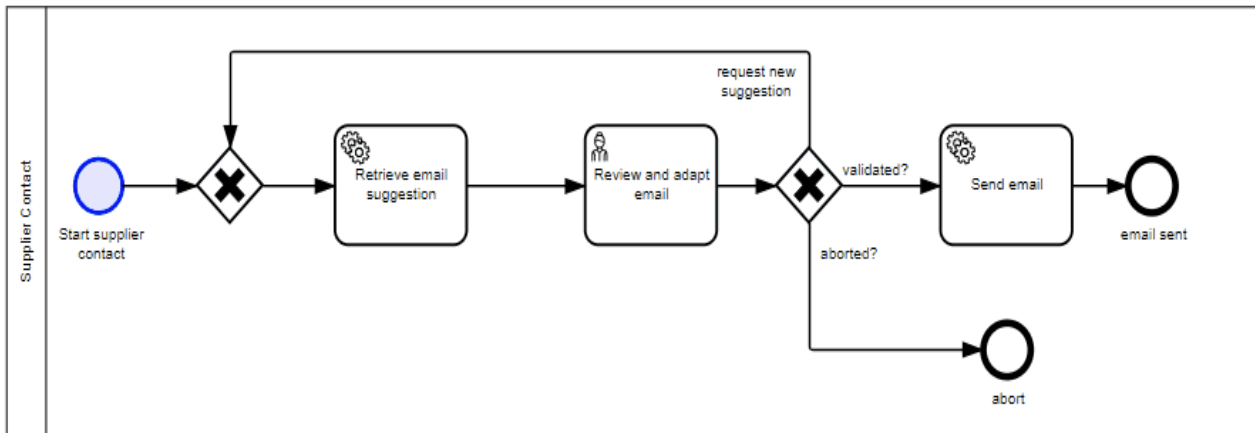 Supplier Contact
request new
suggestion
Retrieve email
suggestion
Review and adapt
email
validated?
Send email
Start supplier
contact
email sent
aborted?
abort